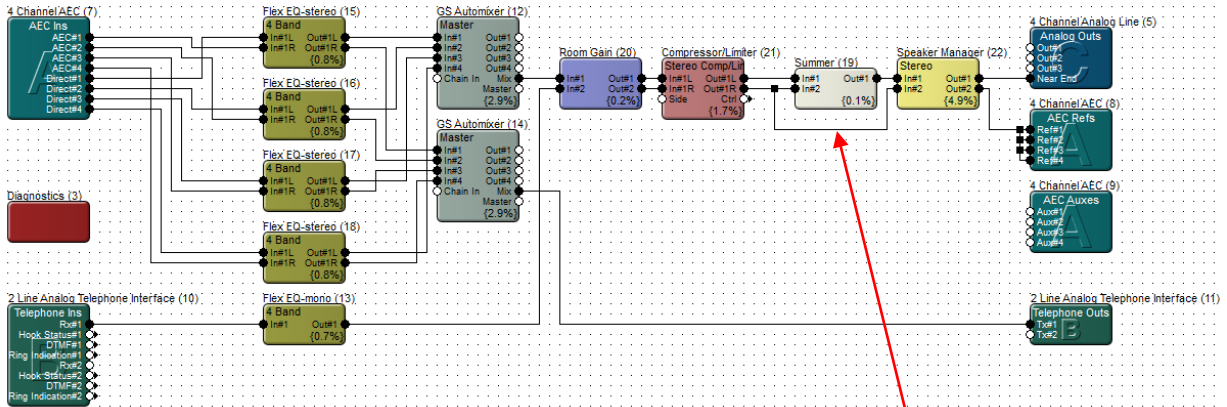 4 Channel AEC (7)
AEC Ins
AEC#1
AEC#2
AEC#3
AEC#4
Direct#1
Direct#2
Direct#3
Direct#4
A
Diagnostics (3)
2 Line Analog Telephone Interface (10)
Telephone Ins
Rx#1
Hook Status#1
DTMF#1
Ring Indication#1
Rx#2
Hook Status#2
DTMF#2
Ring Indication#2
B
Flex EQ-stereo (15)
4 Band
In#1L Out#1L
In#1R Out#1R
{0.8%}
Flex EQ-stereo (16)
4 Band
In#1L Out#1L
In#1R Out#1R
{0.8%}
Flex EQ-stereo (17)
4 Band
In#1L Out#1L
In#1R Out#1R
{0.8%}
Flex EQ-stereo (18)
4 Band
In#1L Out#1L
In#1R Out#1R
{0.8%}
Flex EQ-mono (13)
4 Band
In#1 Out#1
{0.7%}
GS Automixer (12)
Master
In#1 Out#1
In#2 Out#2
In#3 Out#3
In#4 Out#4
Chain In Mix
Master
{2.9%}
GS Automixer (14)
Master
In#1 Out#1
In#2 Out#2
In#3 Out#3
In#4 Out#4
Chain In Mix
Master
{2.9%}
Room Gain (20)
In#1 Out#1
In#2 Out#2
{0.2%}
Compressor/Limiter (21)
Stereo Comp/Lim
In#1L Out#1L
In#1R Out#1R
Side Ctrl
{1.7%}
Summer (19)
In#1 Out#1
In#2
{0.1%}
Speaker Manager (22)
Stereo
In#1 Out#1
In#2 Out#2
{4.9%}
4 Channel Analog Line (5)
Analog Outs
Out#1
Out#2
Out#3
Near End
C
4 Channel AEC (8)
AEC Refs
Ref#1
Ref#2
Ref#3
Ref#4
A
4 Channel AEC (9)
AEC Auxes
Aux#1
Aux#2
Aux#3
Aux#4
A
2 Line Analog Telephone Interface (11)
Telephone Outs
Tx#1
Tx#2
B